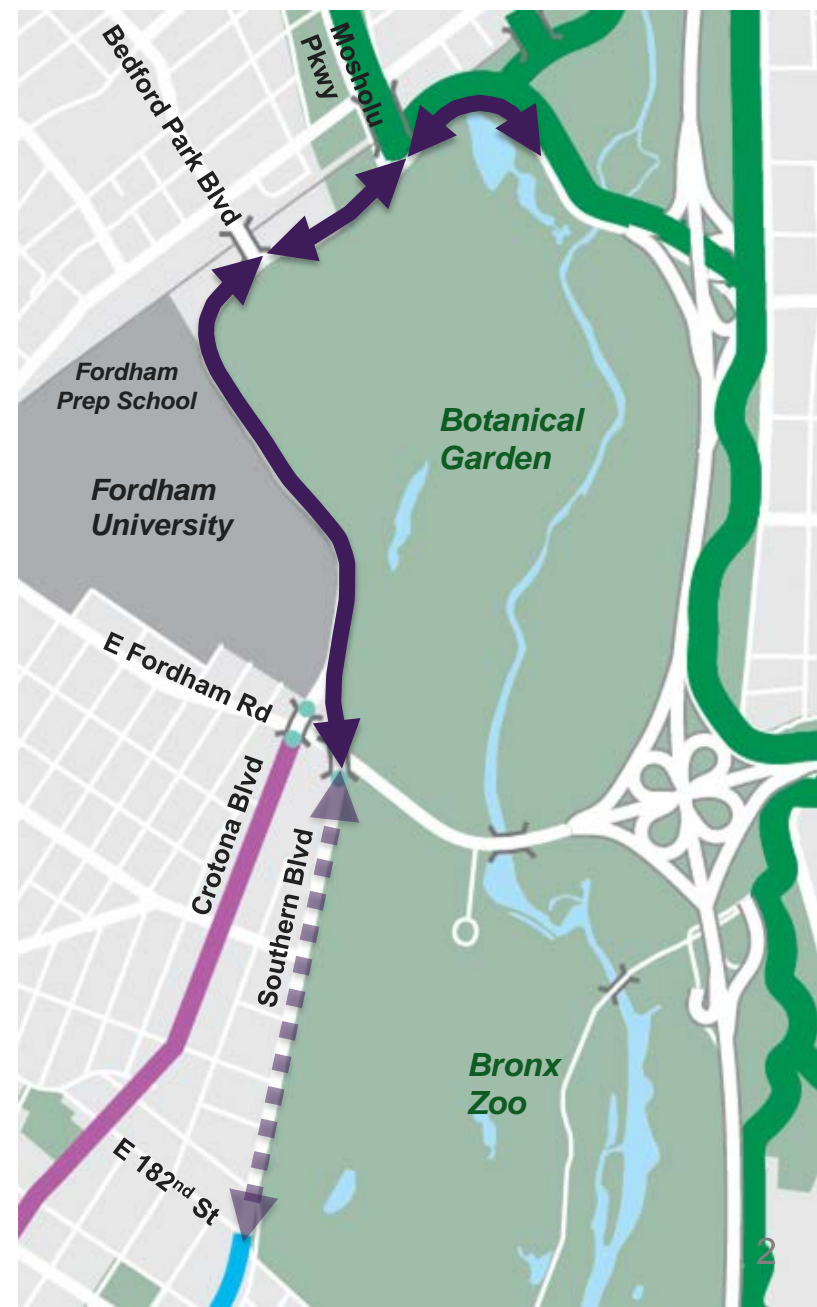 Mosholu
Pkwy
Bedford Park Blvd
Fordham
Prep School
Botanical
Garden
Fordham
University
E Fordham Rd
Crotona Blvd
Southern Blvd
Bronx
Zoo
E 182nd St
2